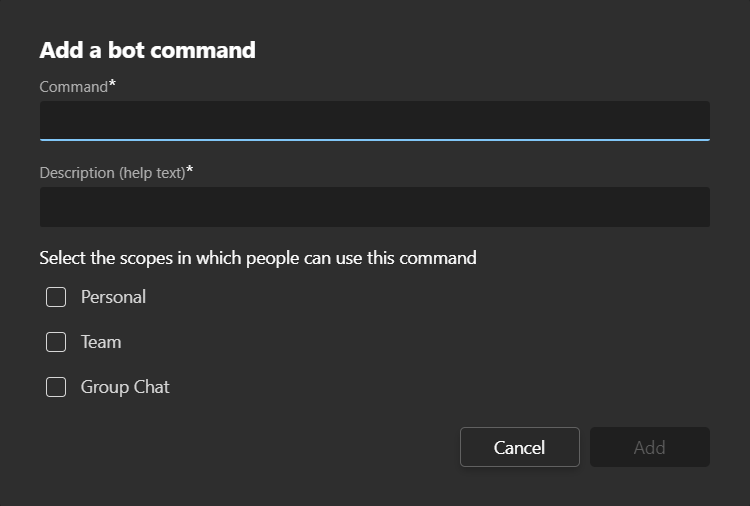 Add a bot command
Command*
Description (help text)*
Select the scopes in which people can use this command
Personal
Team
Group Chat
Cancel
Add